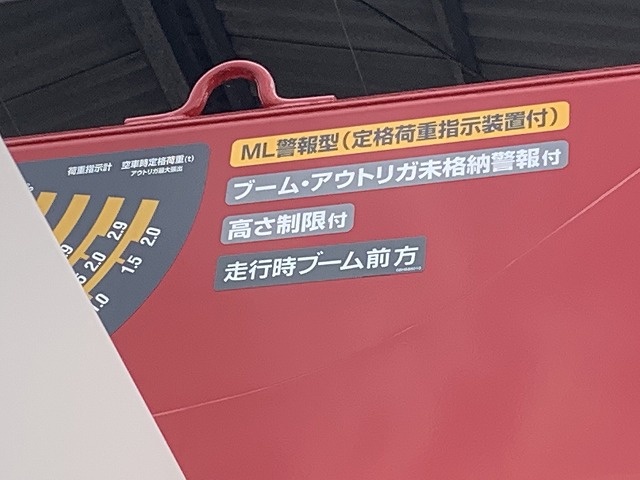 ML警報型(定格荷重指示装置付)
ブーム・アウトリガ未格納警報付
高さ制限付
走行時ブーム前方
荷重指示計 空車時定格荷重(t)
アウトリガ最大張出
2.9 2.0
2.0 1.5
1.0